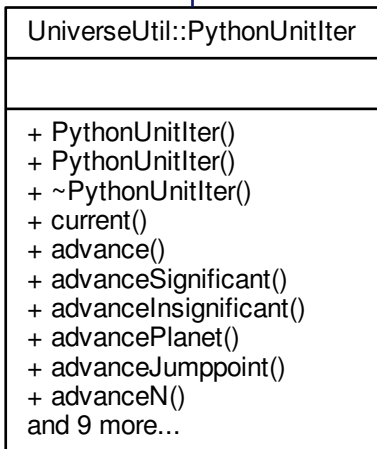 UniverseUtil::PythonUnitIter
+ PythonUnitIter()
+ PythonUnitIter()
+ ~PythonUnitIter()
+ current()
+ advance()
+ advanceSignificant()
+ advanceInsignificant()
+ advancePlanet()
+ advanceJumppoint()
+ advanceN()
and 9 more...